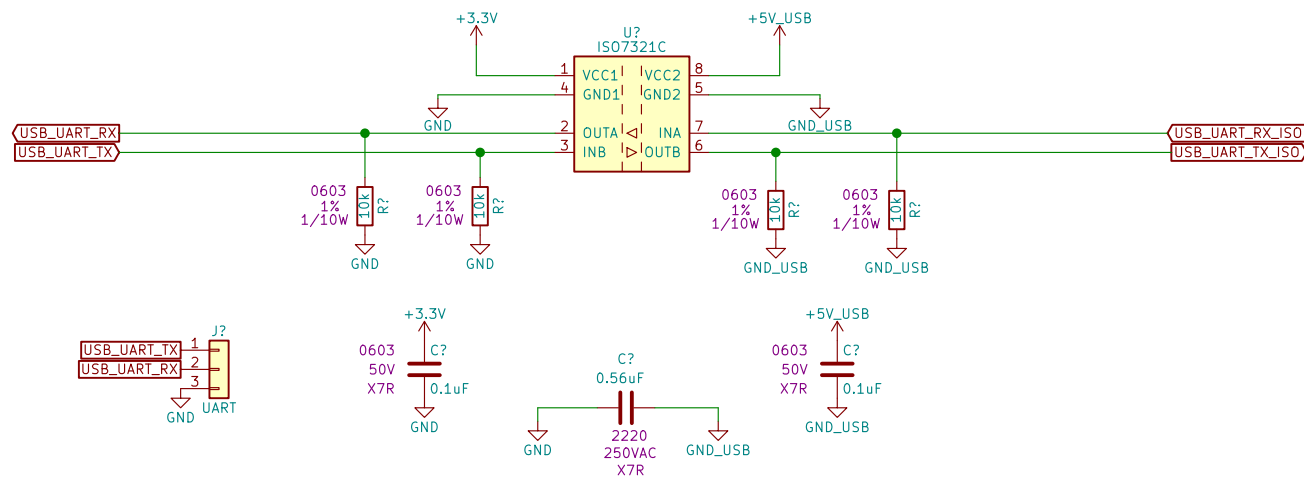 +3.3V
+5V_USB
U?
ISO7321C
1
VCC1
VCC2
8
4
GND1
GND2
5
GND
GND_USB
USB_UART_RX
2
OUTA
INA
7
USB_UART_RX_ISO
USB_UART_TX
3
INB
OUTB
6
USB_UART_TX_ISO
0603
1%
1/10W
10k
R?
GND
0603
1%
1/10W
10k
R?
GND
0603
1%
1/10W
10k
R?
GND_USB
0603
1%
1/10W
10k
R?
GND_USB
J?
USB_UART_TX
1
USB_UART_RX
2
3
GND
UART
+3.3V
0603
50V
X7R
C?
0.1uF
GND
C?
0.56uF
GND
GND_USB
2220
250VAC
X7R
+5V_USB
0603
50V
X7R
C?
0.1uF
GND_USB